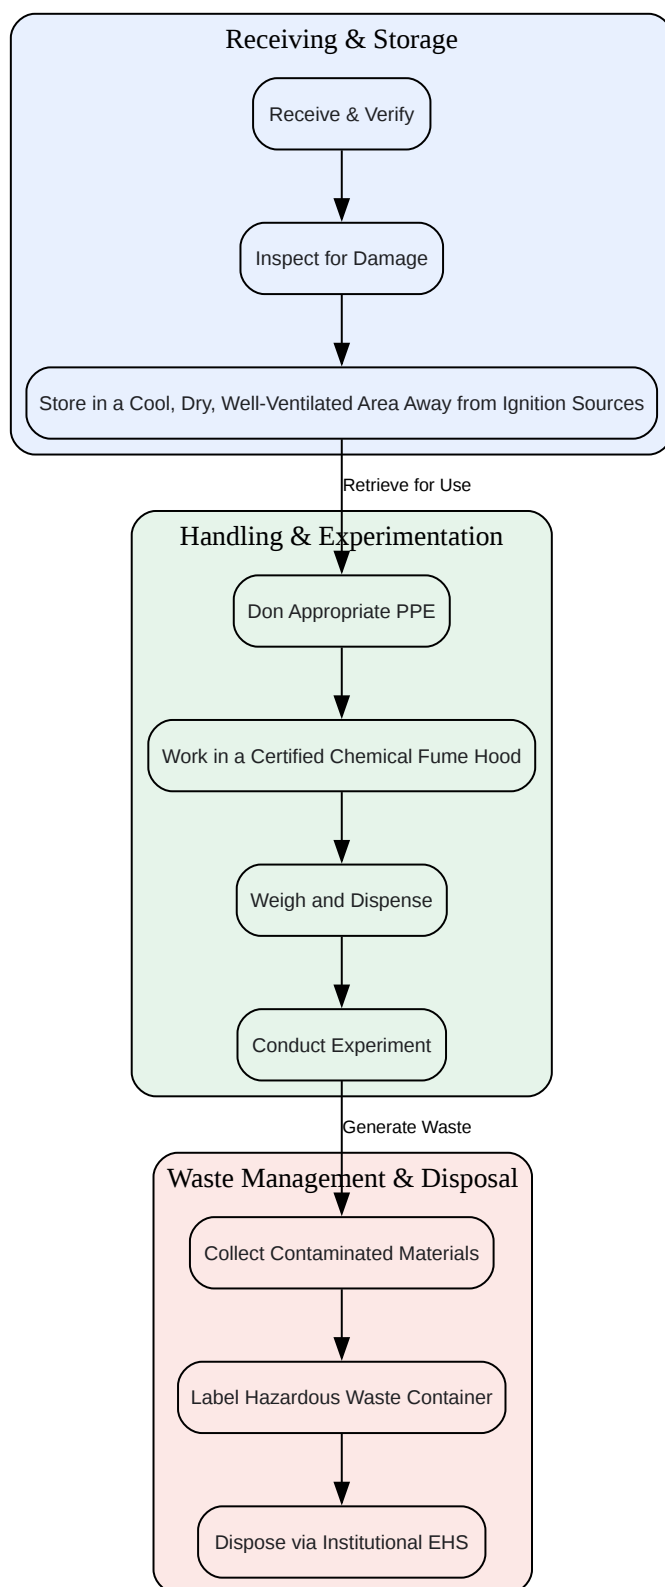 Receiving & Storage
Receive & Verify
Inspect for Damage
Store in a Cool, Dry, Well-Ventilated Area Away from Ignition Sources
Retrieve for Use
Handling & Experimentation
Don Appropriate PPE
Work in a Certified Chemical Fume Hood
Weigh and Dispense
Conduct Experiment
Generate Waste
Waste Management & Disposal
Collect Contaminated Materials
Label Hazardous Waste Container
Dispose via Institutional EHS